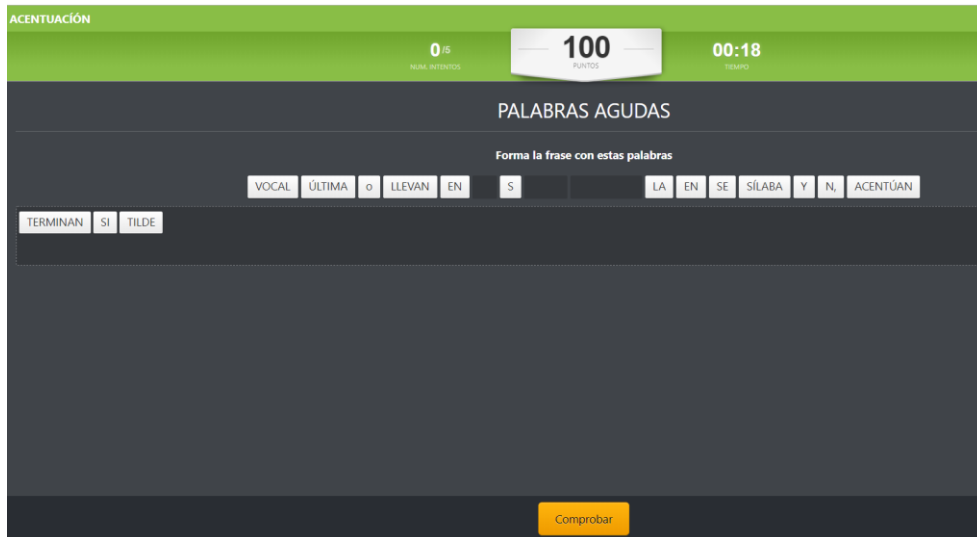 ACENTUACÍÓN
0/5 100 00:18
NUM. INTENTOS PUNTOS TIEMPO
PALABRAS AGUDAS
Forma la frase con estas palabras
VOCAL ÚLTIMA o LLEVAN EN S LA EN SE SÍLABA Y N, ACENTÚAN
TERMINAN SI TILDE
Comprobar